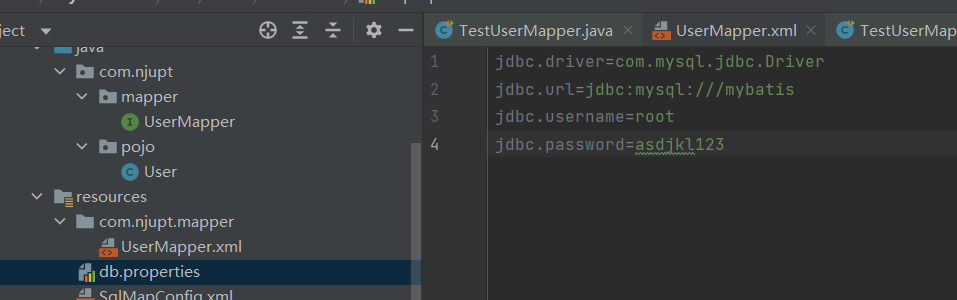 ject
TestUserMapper.java
UserMapper.xml
TestUserMap
java
com.njupt
mapper
UserMapper
pojo
User
resources
com.njupt.mapper
UserMapper.xml
db.properties
SqlMapConfig.xml
1 jdbc.driver=com.mysql.jdbc.Driver
2 jdbc.url=jdbc:mysql:///mybatis
3 jdbc.username=root
4 jdbc.password=asdjkl123